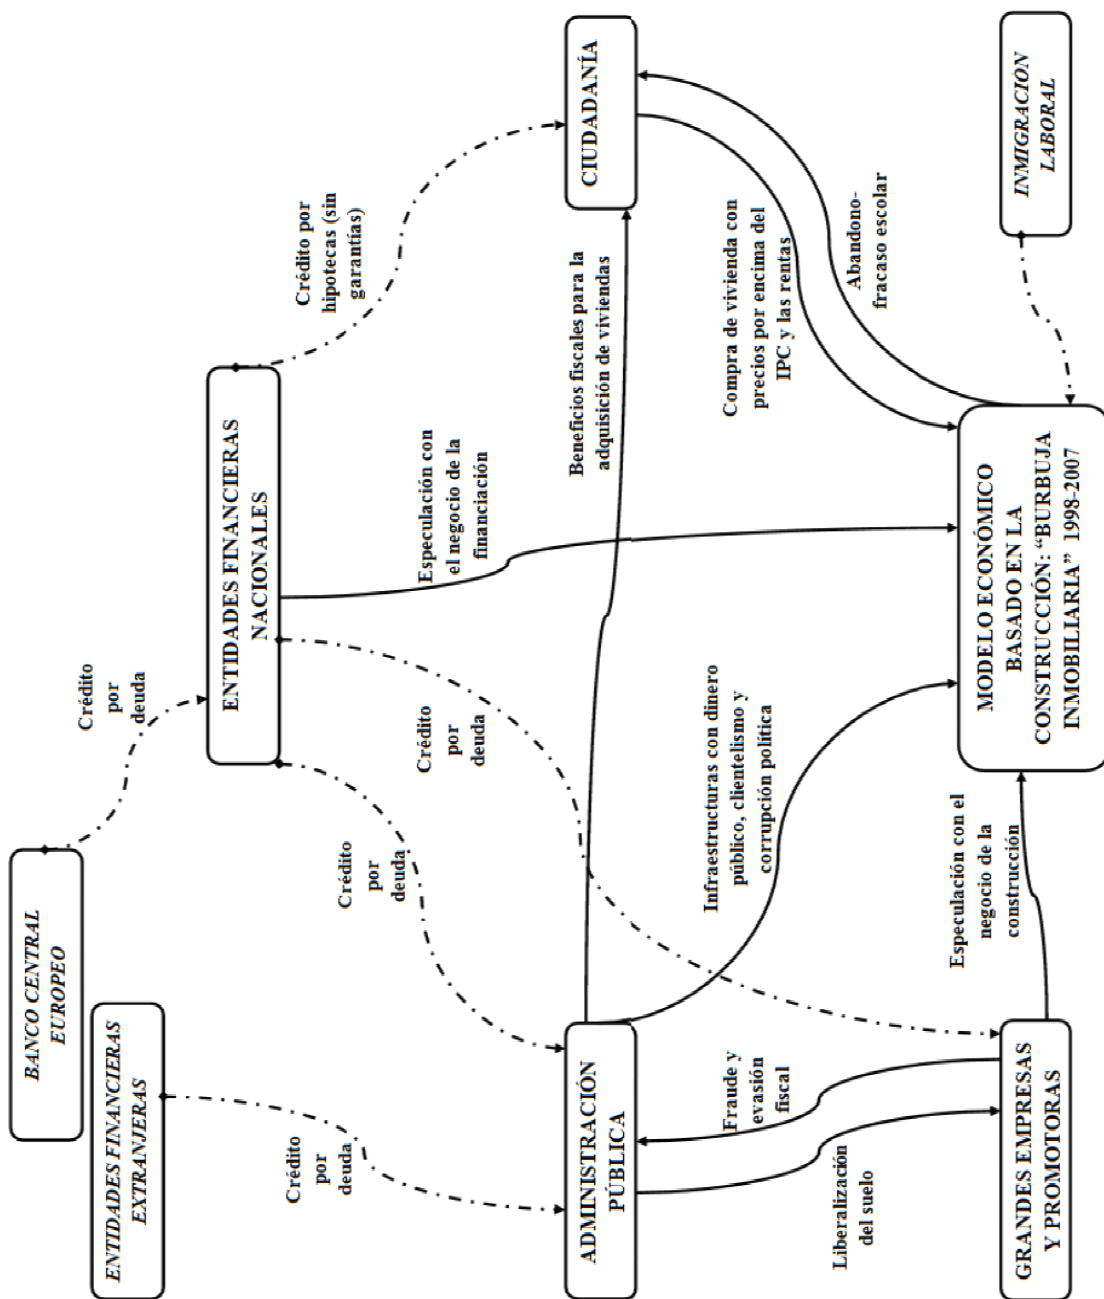 BANCO CENTRAL
EUROPEO
ENTIDADES FINANCIERAS
EXTRANJERAS
Crédito
por
deuda
ENTIDADES FINANCIERAS
NACIONALES
Crédito
por
deuda
Crédito
por
deuda
Crédito
por
deuda
Especulación con
el negocio de la
financiación
Crédito por
hipotecas (sin
garantías)
ADMINISTRACIÓN
PÚBLICA
Beneficios fiscales para la
adquisición de viviendas
CIUDADANÍA
Fraude y
evasión
fiscal
Liberalización
del suelo
Infraestructuras con dinero
público, clientelismo y
corrupción política
Compra de vivienda con
precios por encima del
IPC y las rentas
Abandono-
fracaso escolar
GRANDES EMPRESAS
Y PROMOTORAS
Especulación con el
negocio de la
construcción
MODELO ECONÓMICO
BASADO EN LA
CONSTRUCCIÓN: “BURBUJA
INMOBILIARIA” 1998-2007
INMIGRACIÓN
LABORAL